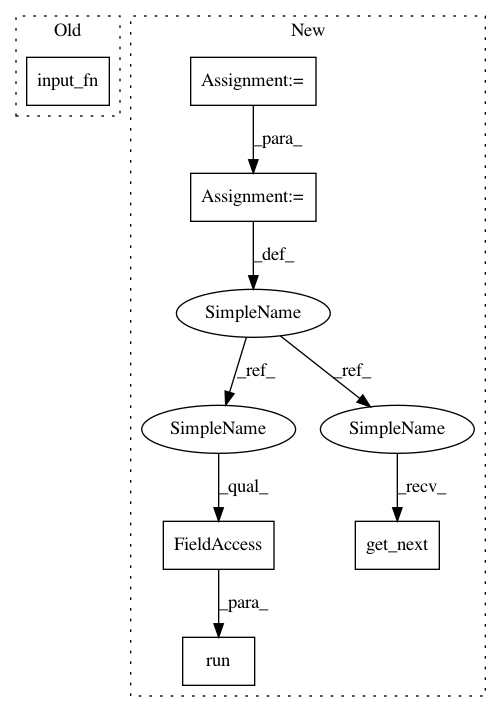 Old
New
input_fn
Assignment:=
_para_
Assignment:=
_def_
SimpleName
_ref_
_ref_
SimpleName
SimpleName
_qual_
_recv_
FieldAccess
get_next
_para_
run